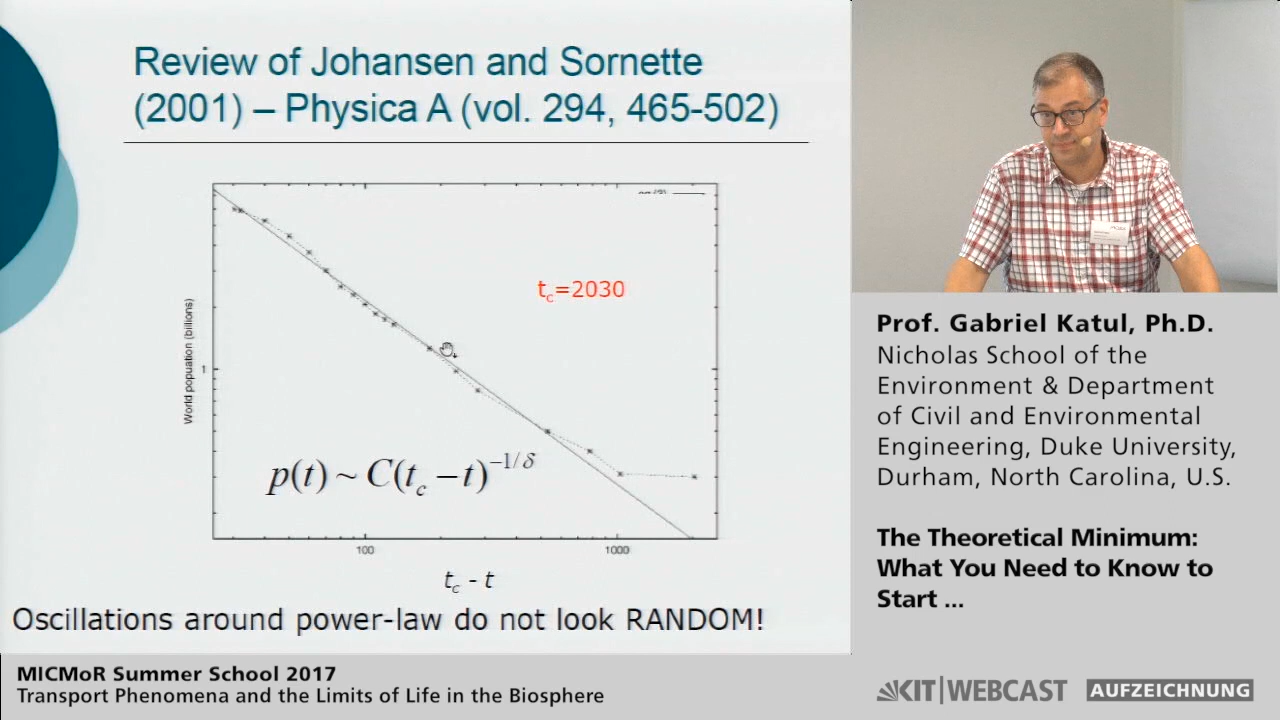 Review of Johansen and Sornette
(2001) – Physica A (vol. 294, 465-502)
t_c=2030
World popuation (billions)
1
p(t) ~ C(t_c – t)^{-1/δ}
100
1000
t_c - t
Oscillations around power-law do not look RANDOM!
Prof. Gabriel Katul, Ph.D.
Nicholas School of the
Environment & Department
of Civil and Environmental
Engineering, Duke University,
Durham, North Carolina, U.S.
The Theoretical Minimum:
What You Need to Know to
Start ...
MICMoR Summer School 2017
Transport Phenomena and the Limits of Life in the Biosphere
KIT|WEBCAST
AUFZEICHNUNG